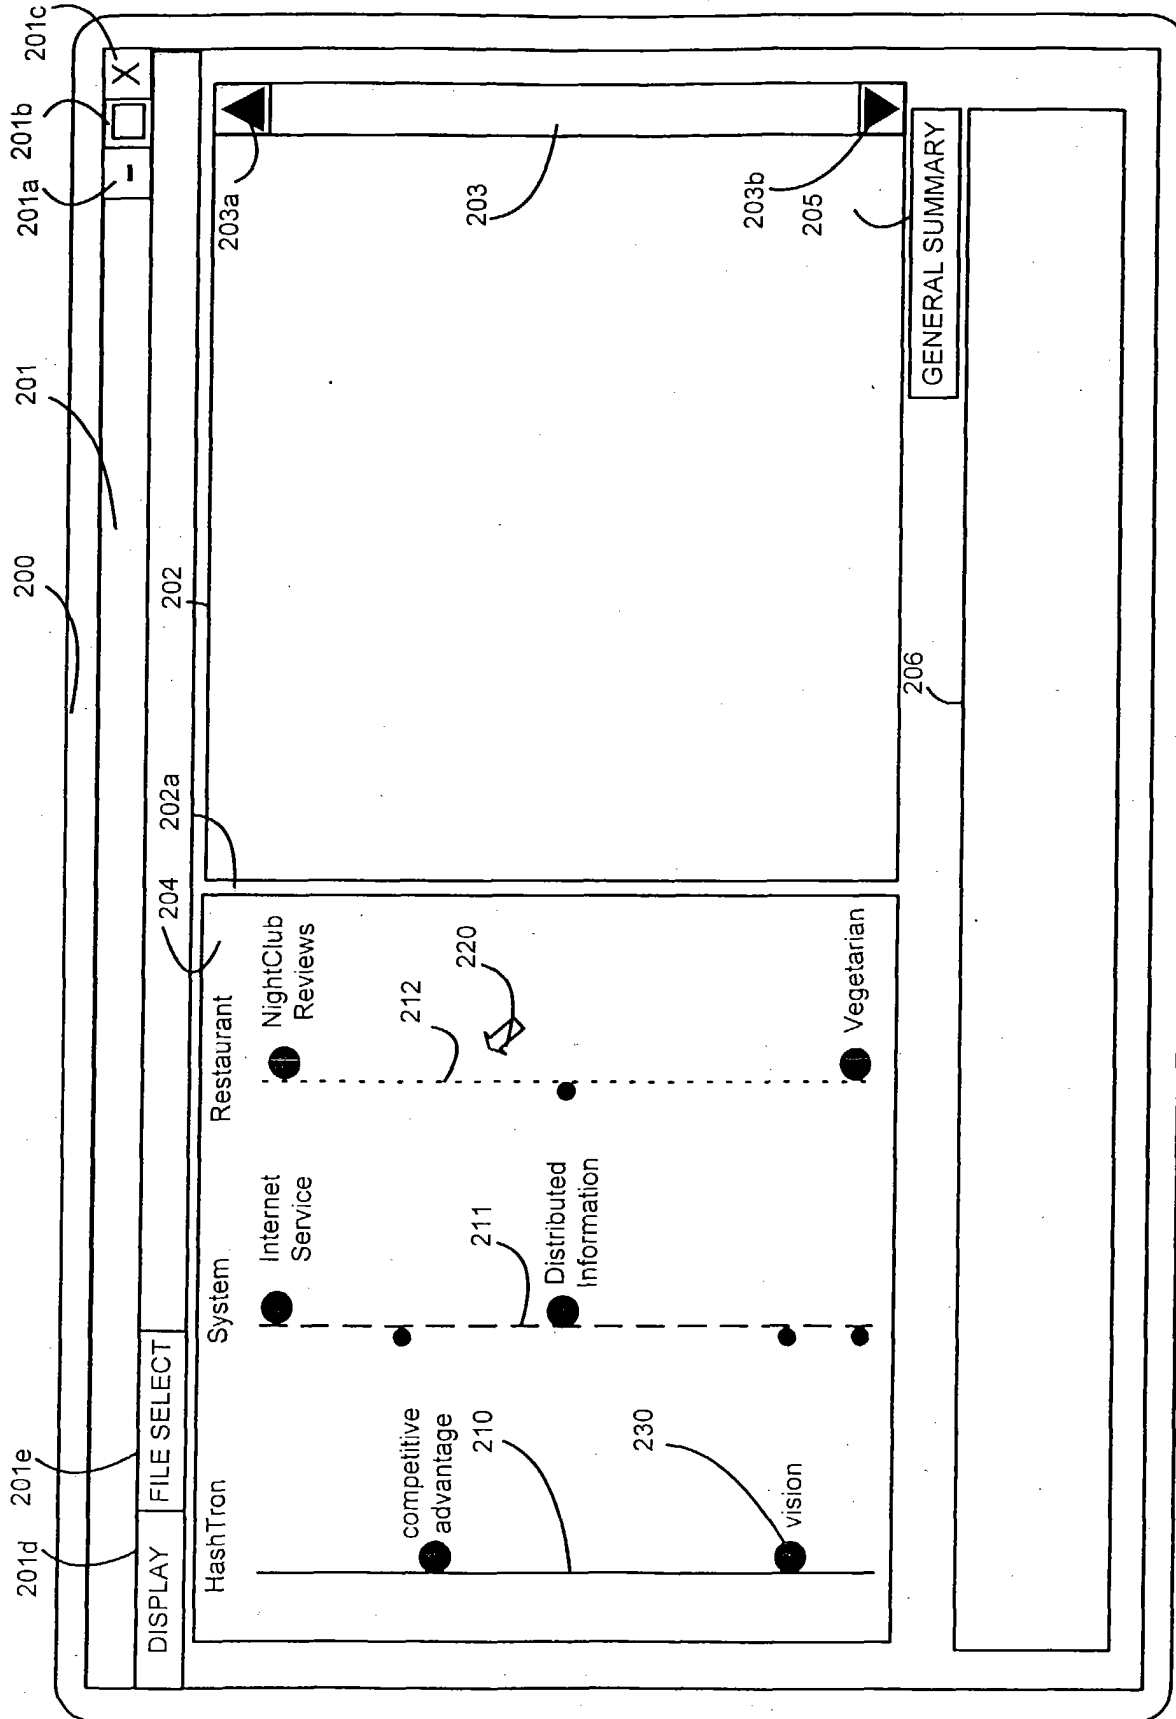 200
201
201a
201b
201c
201d
201e
DISPLAY
FILE SELECT
204
202a
202
HashTron
System
Restaurant
Internet
Service
NightClub
Reviews
203a
competitive
advantage
212
220
210
211
203
Distributed
Information
230
203b
vision
Vegetarian
205
206
GENERAL SUMMARY